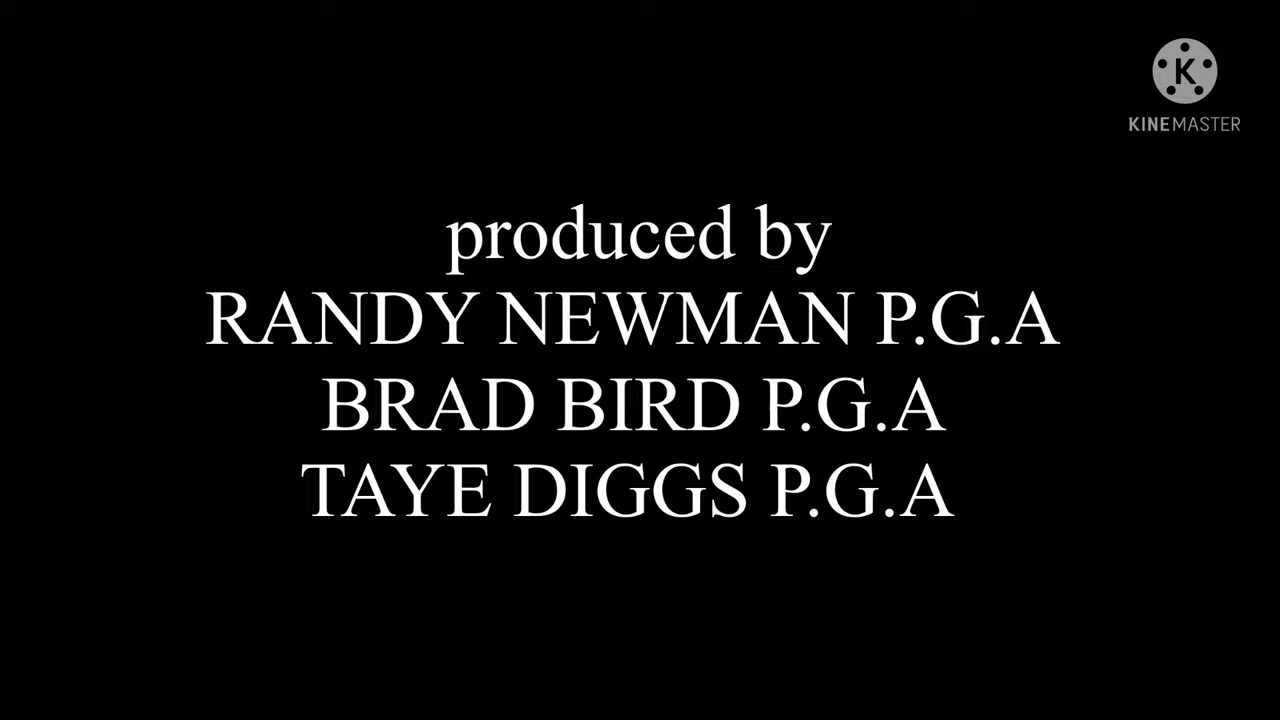 K
KINEMASTER
produced by
RANDY NEWMAN P.G.A
BRAD BIRD P.G.A
TAYE DIGGS P.G.A